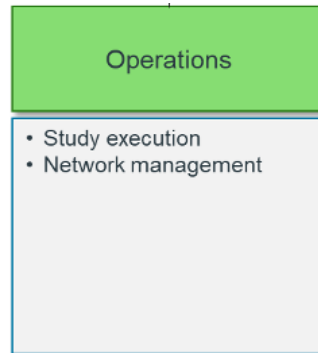 Operations
• Study execution
• Network management